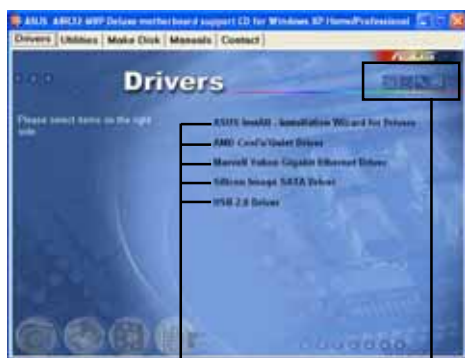 ASUS A8R32-MVP Deluxe motherboard support CD for Windows XP Home/Professional
Drivers Utilities Make Disk Manuals Contact
Drivers
Please select items on the right side.
ASUS InstAll - Installation Wizard for Drivers
AMD Cool'n'Quiet Driver
Marvell Yukon Gigabit Ethernet Driver
Silicon Image SATA Driver
USB 2.0 Driver